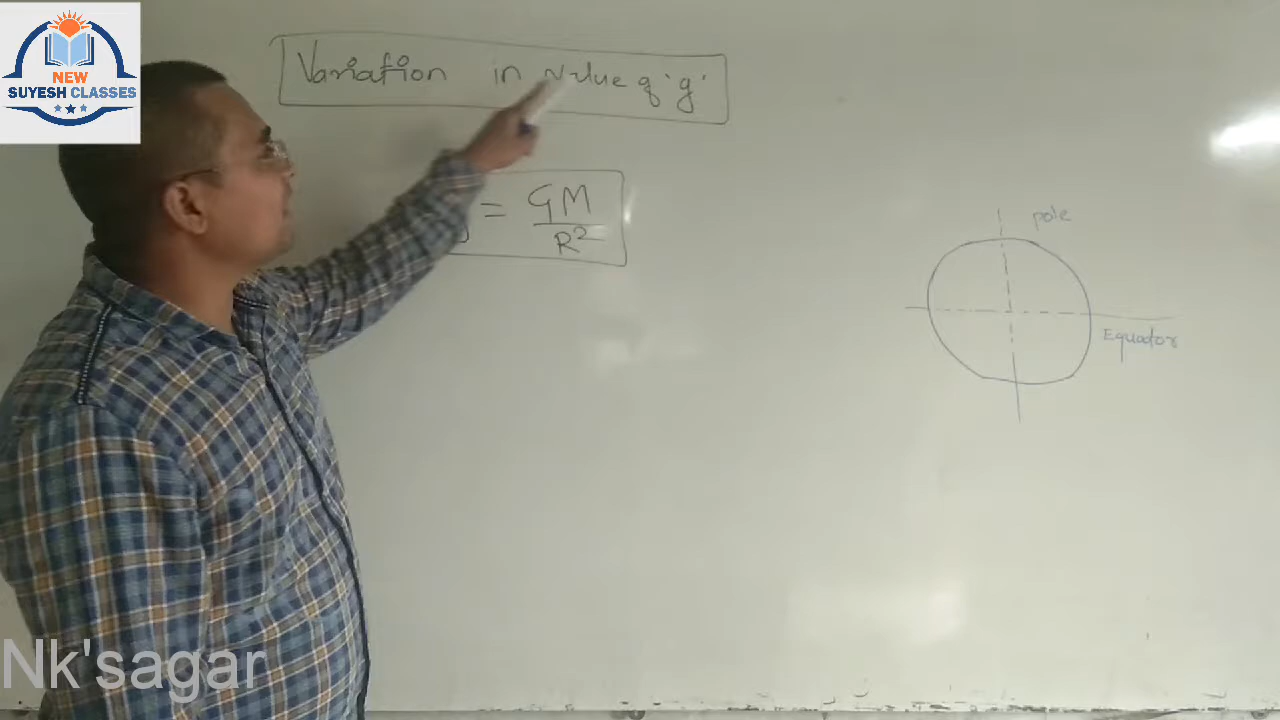 NEW
SUYESH CLASSES
Variation in value of 'g'
= GM
R²
pole
Equator
Nk'sagar